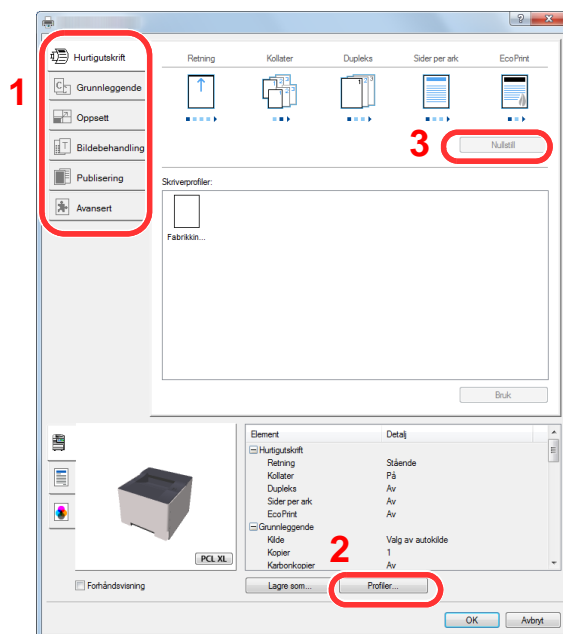 1
Hurtigutskrift
Grunnleggende
Oppsett
Bildebehandling
Publisering
Avansert
Retning Kollater Dupleks Sider per ark EcoPrint
3
Nullstill
Skriverprofiler:
Fabrikkin...
Bruk
Element Detalj
Hurtigutskrift
Retning Stående
Kollater På
Dupleks Av
Sider per ark Av
EcoPrint Av
Grunnleggende
Kilde Valg av autokilde
Kopier 1
Karbonkopier Av
PCL XL
2
Forhåndsvisning
Lagre som... Profiler...
OK Avbryt